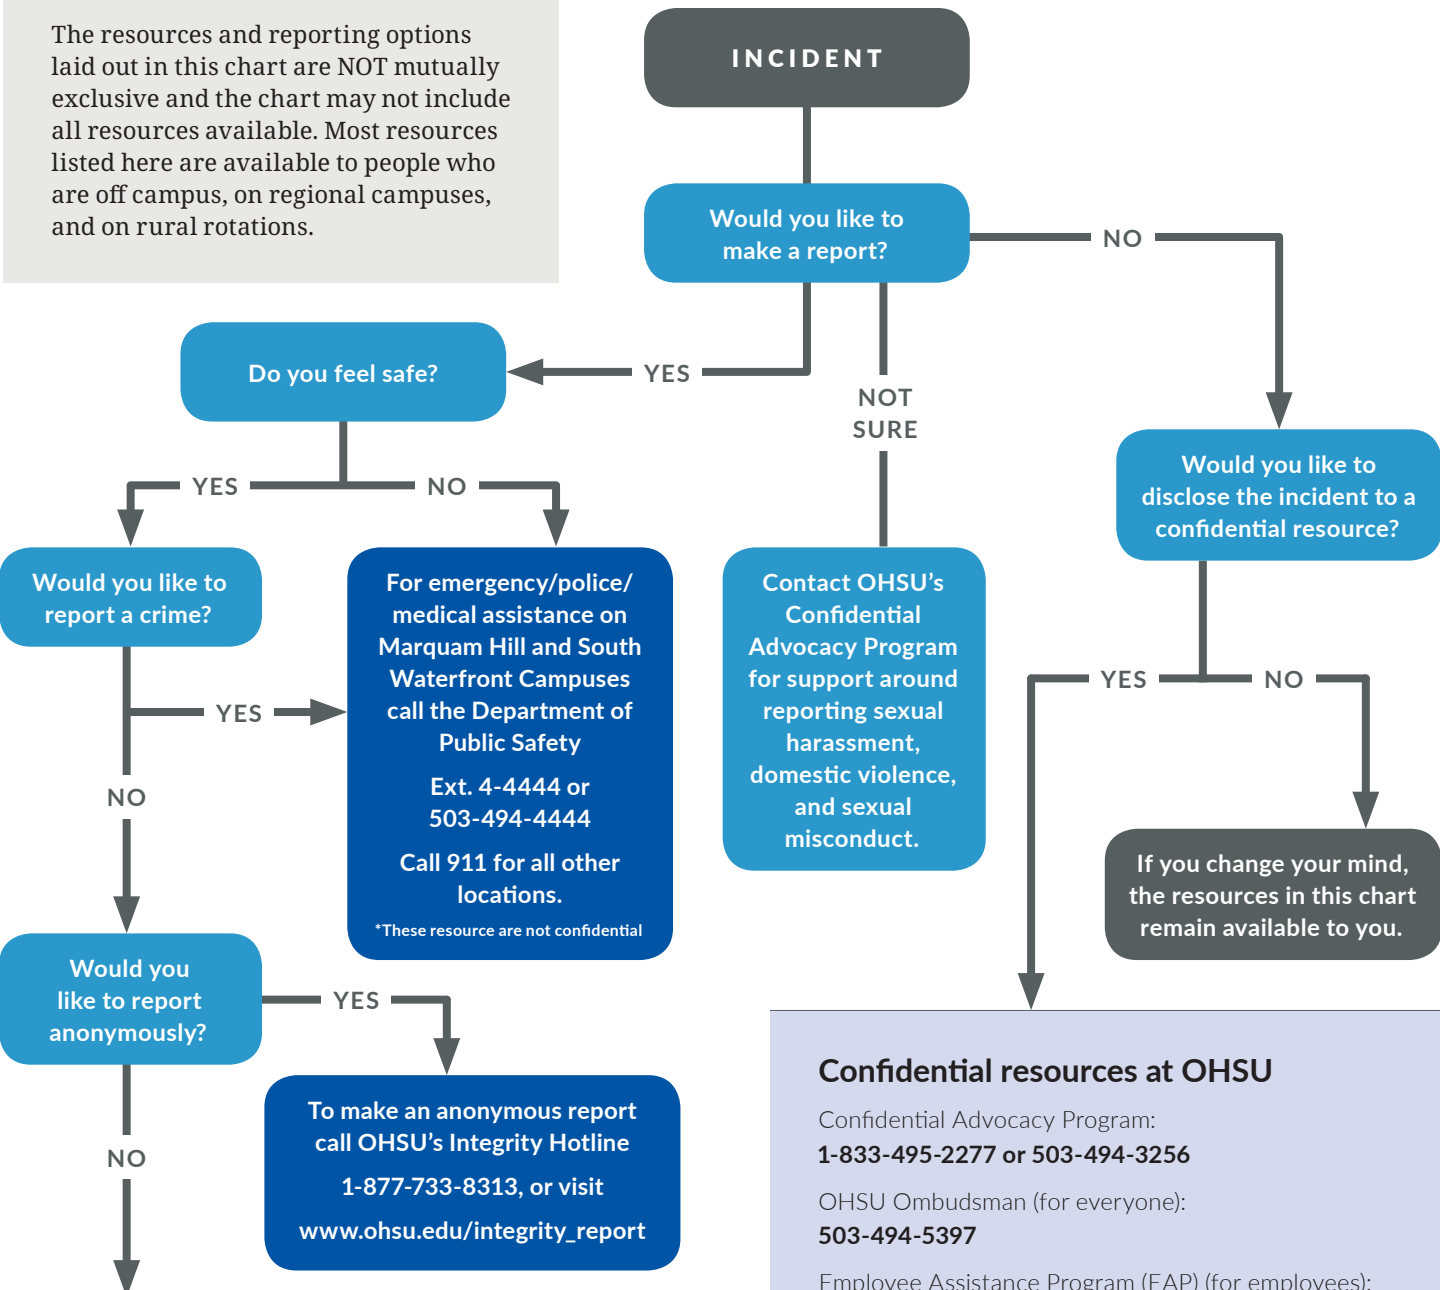 The resources and reporting options
laid out in this chart are NOT mutually
exclusive and the chart may not include
all resources available. Most resources
listed here are available to people who
are off campus, on regional campuses,
and on rural rotations.
INCIDENT
Would you like to
make a report?
NO
YES
NOT
SURE
Do you feel safe?
YES
NO
Would you like to
disclose the incident to a
confidential resource?
Would you like to
report a crime?
For emergency/police/
medical assistance on
Marquam Hill and South
Waterfront Campuses
call the Department of
Public Safety
Ext. 4-4444 or
503-494-4444
Call 911 for all other
locations.
*These resource are not confidential
Contact OHSU’s
Confidential
Advocacy Program
for support around
reporting sexual
harassment,
domestic violence,
and sexual
misconduct.
YES
NO
YES
NO
If you change your mind,
the resources in this chart
remain available to you.
Would you
like to report
anonymously?
YES
NO
To make an anonymous report
call OHSU’s Integrity Hotline
1-877-733-8313, or visit
www.ohsu.edu/integrity_report
Confidential resources at OHSU
Confidential Advocacy Program:
1-833-495-2277 or 503-494-3256
OHSU Ombudsman (for everyone):
503-494-5397
Employee Assistance Program (EAP) (for employees):